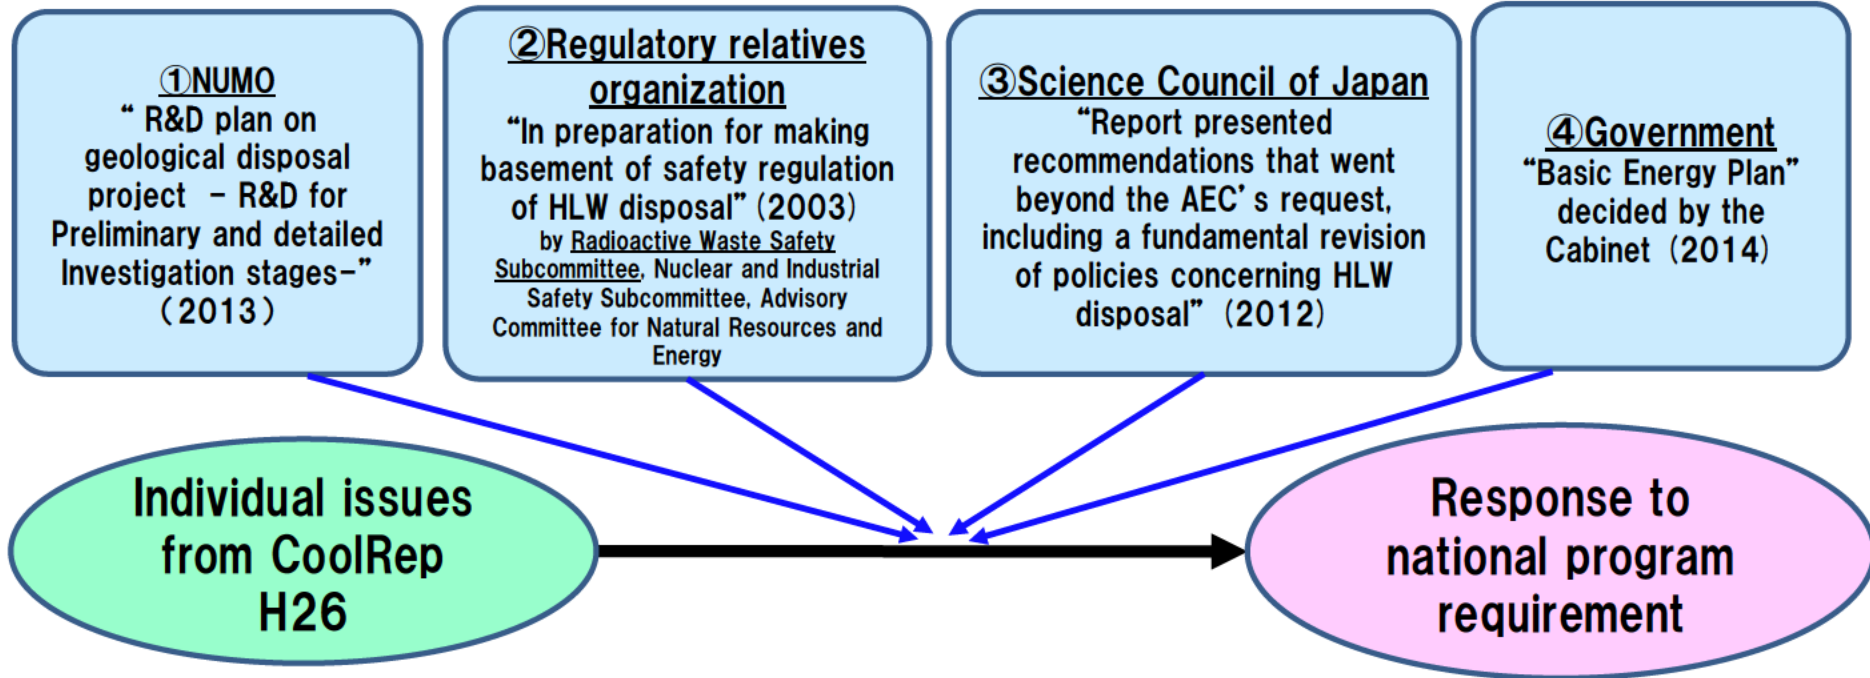 ①NUMO
“ R&D plan on
geological disposal
project - R&D for
Preliminary and detailed
Investigation stages-”
(2013)
②Regulatory relatives
organization
“In preparation for making
basement of safety regulation
of HLW disposal” (2003)
by Radioactive Waste Safety
Subcommittee, Nuclear and Industrial
Safety Subcommittee, Advisory
Committee for Natural Resources and
Energy
③Science Council of Japan
“Report presented
recommendations that went
beyond the AEC’s request,
including a fundamental revision
of policies concerning HLW
disposal” (2012)
④Government
“Basic Energy Plan”
decided by the
Cabinet (2014)
Individual issues
from CoolRep
H26
Response to
national program
requirement